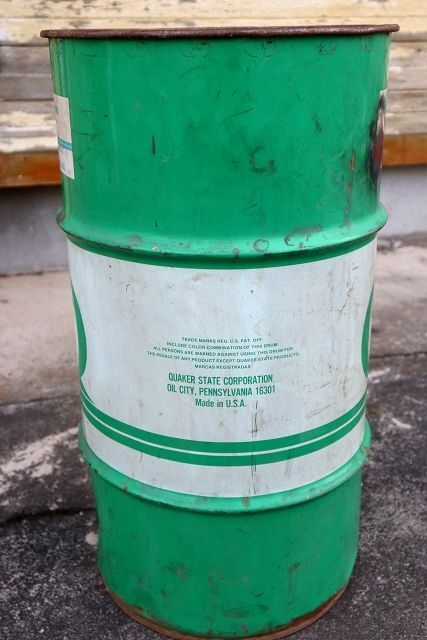 TRADE MARKS REG. U.S. PAT. OFF.
INCLUDE COLOR COMBINATION OF THIS DRUM.
ALL PERSONS ARE WARNED AGAINST USING THIS DRUM FOR
THE RESALE OF ANY PRODUCT EXCEPT QUAKER STATE PRODUCTS.
MARCAS REGISTRADAS
QUAKER STATE CORPORATION
OIL CITY, PENNSYLVANIA 16301
Made in U.S.A.